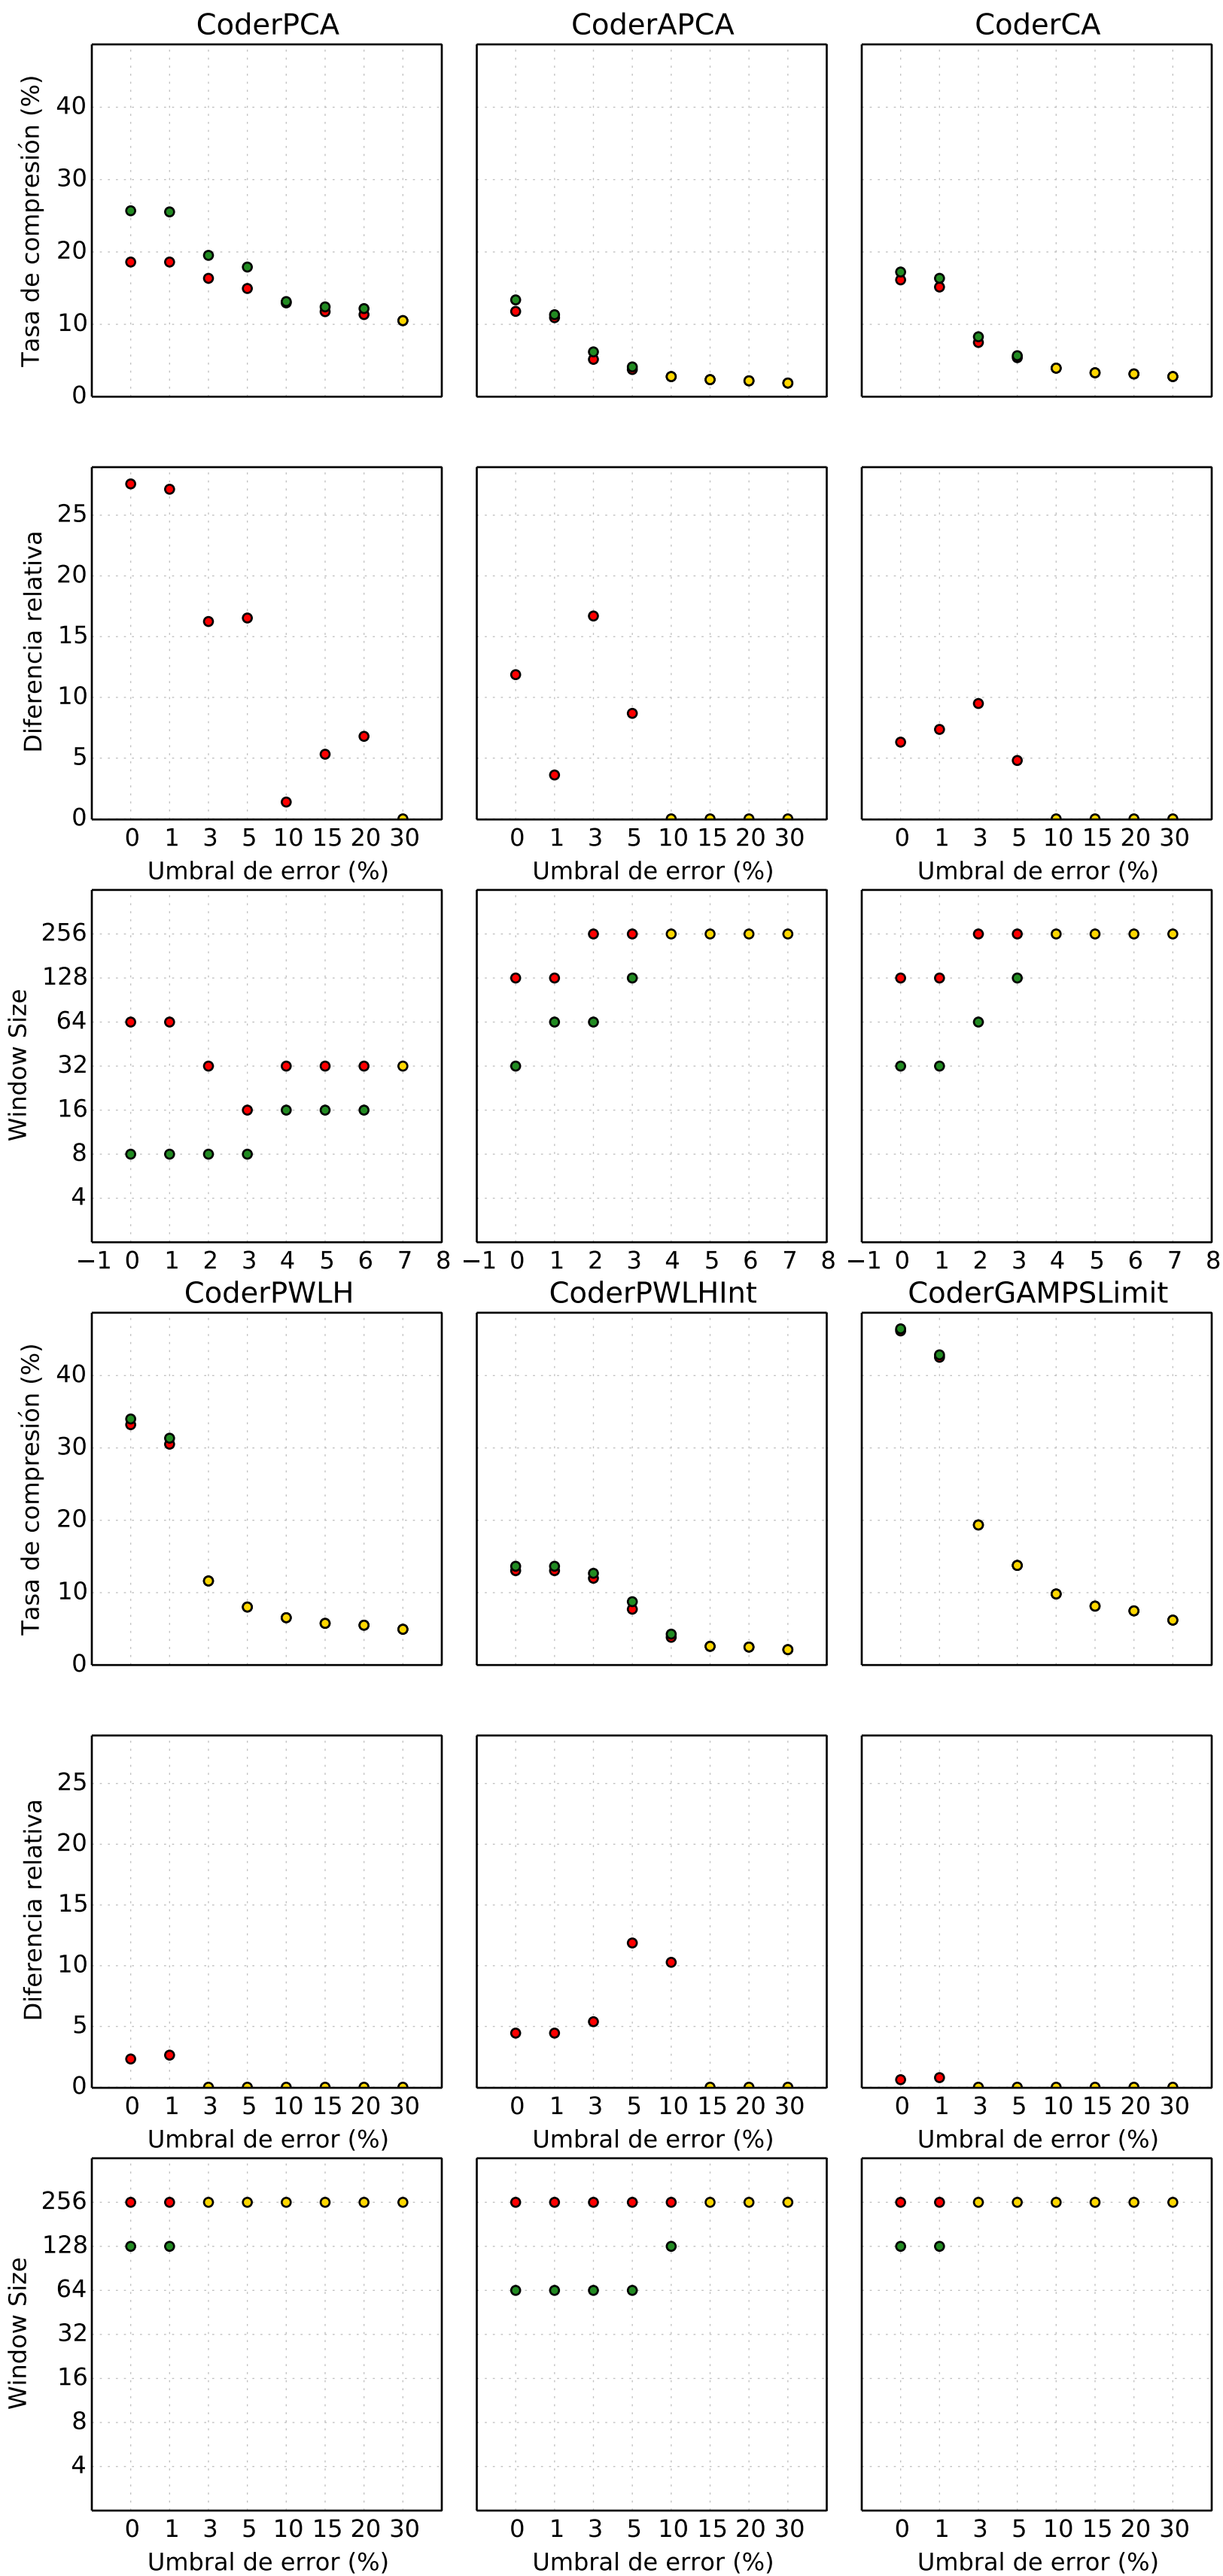 CoderPCA CoderAPCA CoderCA
Tasa de compresión (%)
40
30
20
10
0
Diferencia relativa
25
20
15
10
5
0
0 1 3 5 10 15 20 30 0 1 3 5 10 15 20 30 0 1 3 5 10 15 20 30
Umbral de error (%) Umbral de error (%) Umbral de error (%)
Window Size
256
128
64
32
16
8
4
−1 0 1 2 3 4 5 6 7 8 −1 0 1 2 3 4 5 6 7 8 −1 0 1 2 3 4 5 6 7 8
CoderPWLH CoderPWLHInt CoderGAMPSLimit
Tasa de compresión (%)
40
30
20
10
0
Diferencia relativa
25
20
15
10
5
0
0 1 3 5 10 15 20 30 0 1 3 5 10 15 20 30 0 1 3 5 10 15 20 30
Umbral de error (%) Umbral de error (%) Umbral de error (%)
Window Size
256
128
64
32
16
8
4
0 1 3 5 10 15 20 30 0 1 3 5 10 15 20 30 0 1 3 5 10 15 20 30
Umbral de error (%) Umbral de error (%) Umbral de error (%)